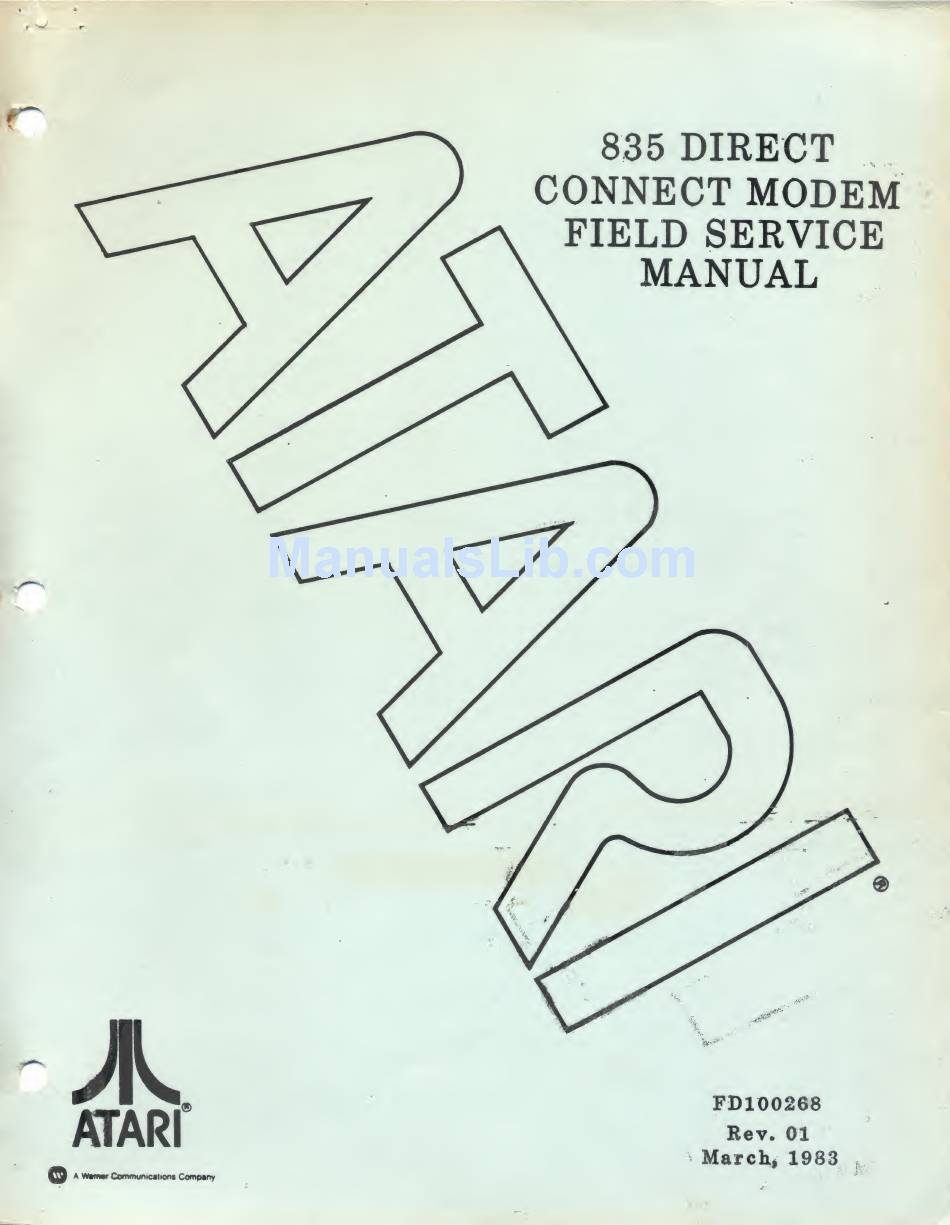 835 DIRECT
CONNECT MODEM
FIELD SERVICE
MANUAL
ATARI
®
ManualsLib.com
ATARI®
A Warner Communications Company
FD100268
Rev. 01
March, 1983